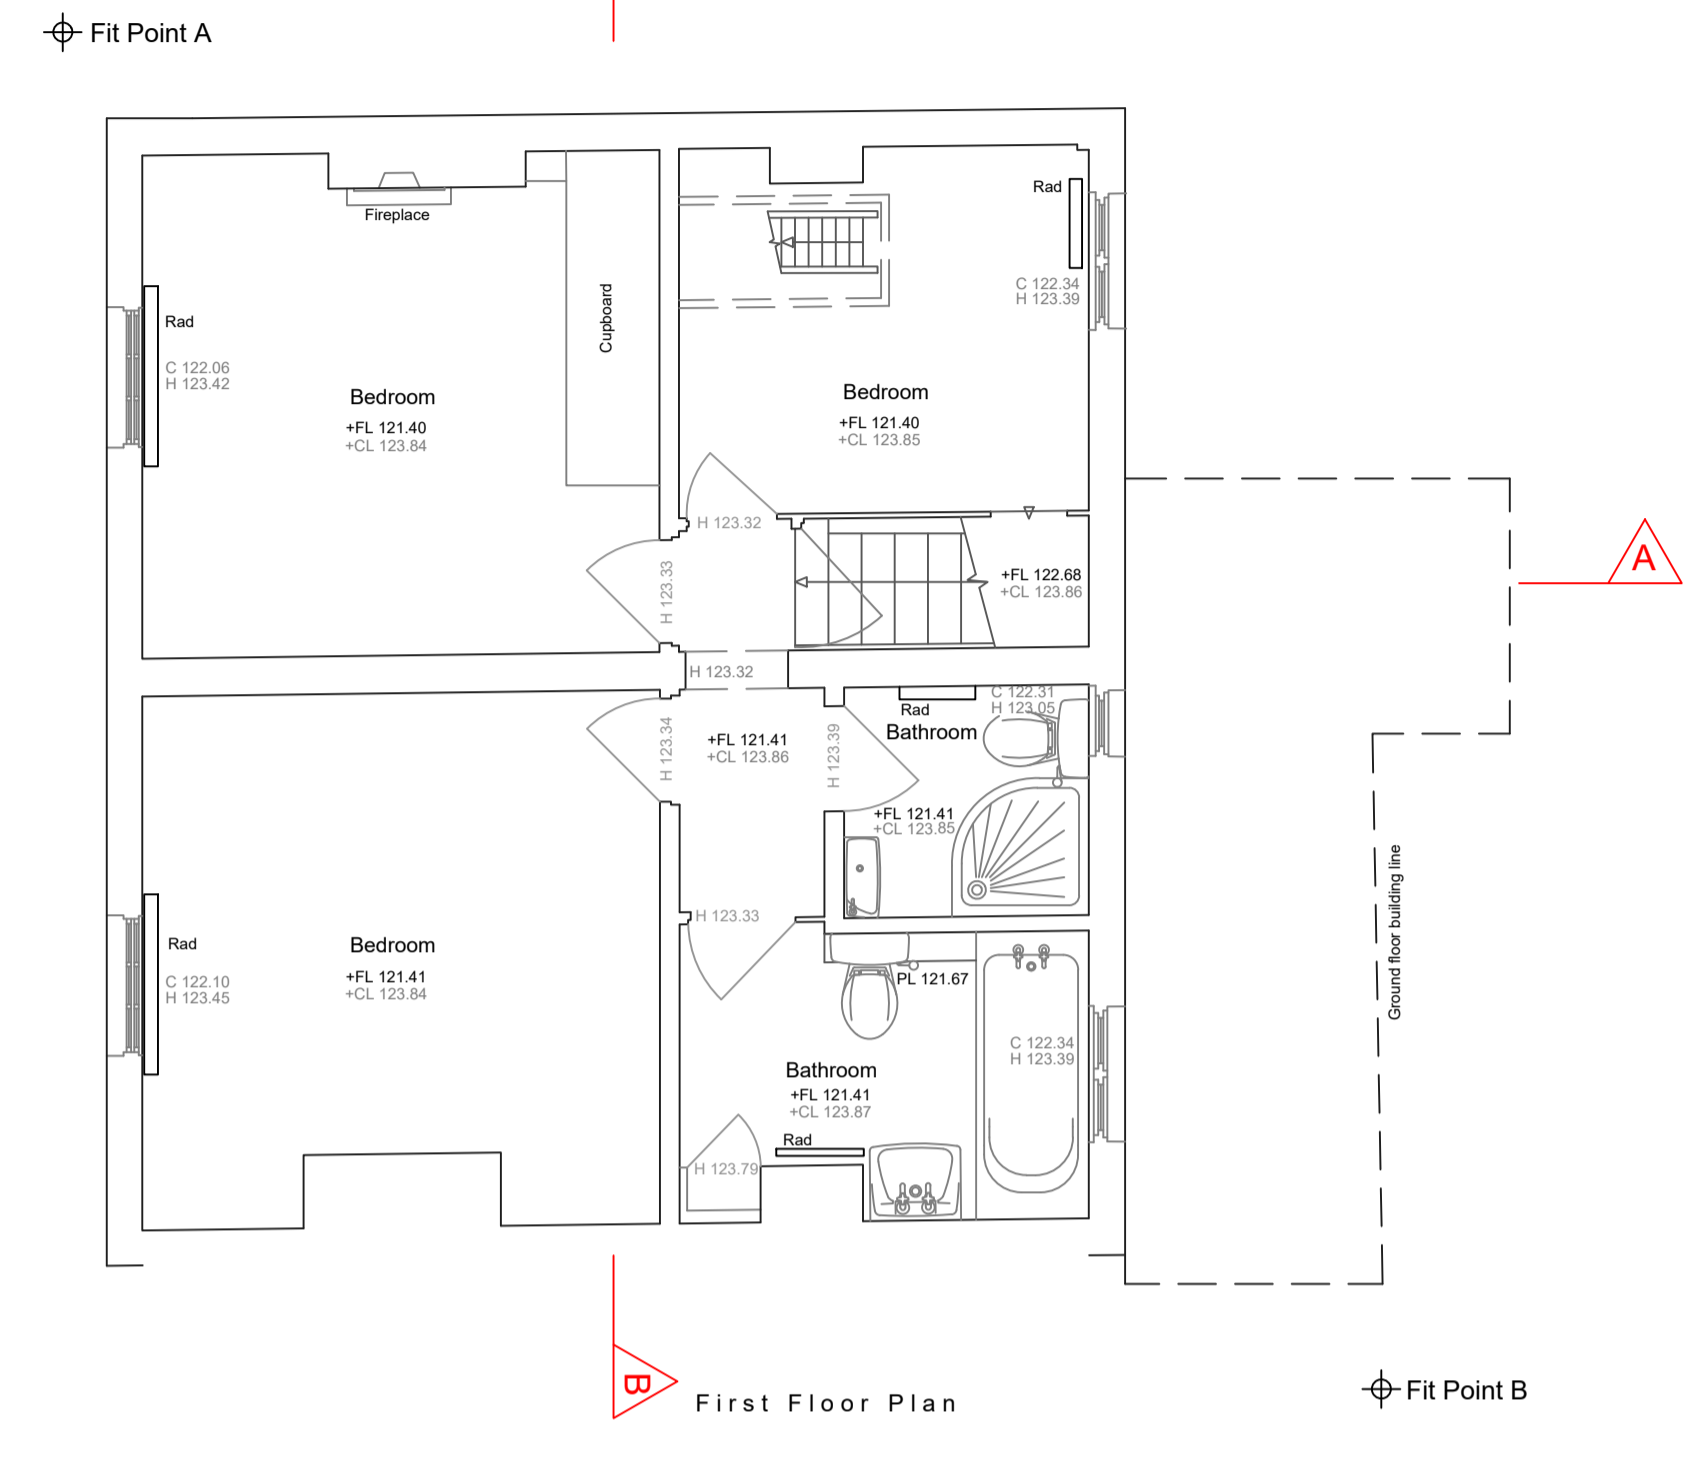 Fit Point A
Fireplace
Rad
C 122.34
H 123.39
Cupboard
Rad
C 122.06
H 123.42
Bedroom
+FL 121.40
+CL 123.84
Bedroom
+FL 121.40
+CL 123.85
H 123.32
H 123.33
+FL 122.68
+CL 123.86
A
H 123.32
C 122.31
H 123.05
Rad
Bathroom
H 123.34
+FL 121.41
+CL 123.86
H 123.39
+FL 121.41
+CL 123.85
Ground floor building line
H 123.33
Rad
C 122.10
H 123.45
Bedroom
+FL 121.41
+CL 123.84
PL 121.67
C 122.34
H 123.39
Bathroom
+FL 121.41
+CL 123.87
Rad
H 123.79
B
First Floor Plan
Fit Point B